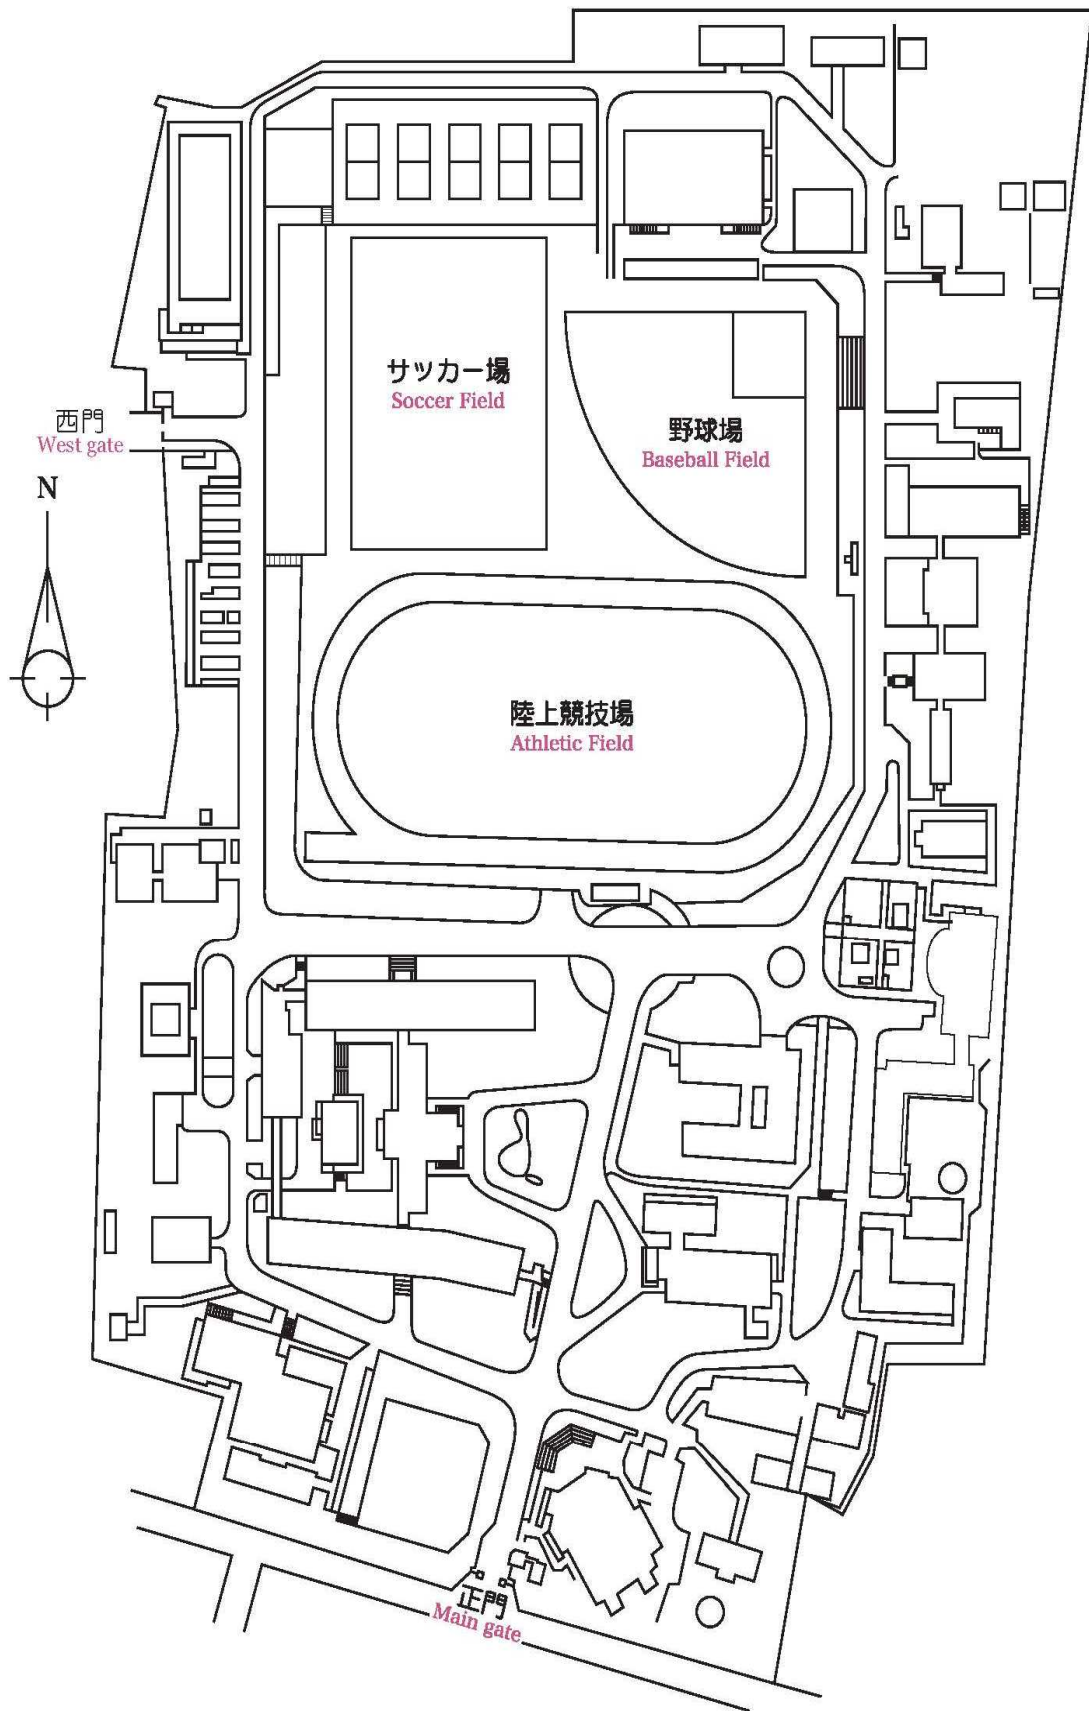 サッカー場
Soccer Field
野球場
Baseball Field
西門
West gate
N
陸上競技場
Athletic Field
正門
Main gate